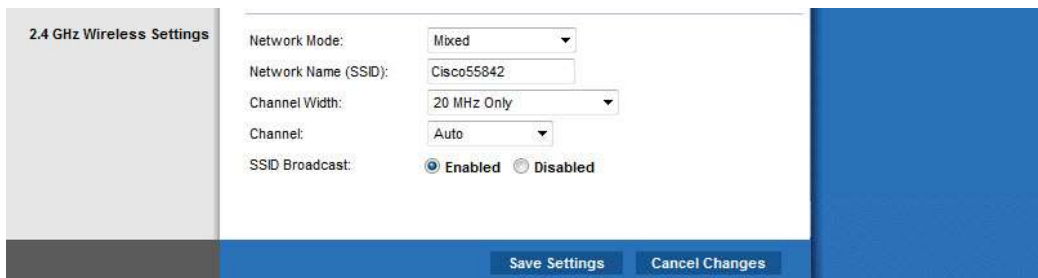 2.4 GHz Wireless Settings
Network Mode: Mixed
Network Name (SSID): Cisco55842
Channel Width: 20 MHz Only
Channel: Auto
SSID Broadcast: Enabled Disabled
Save Settings Cancel Changes